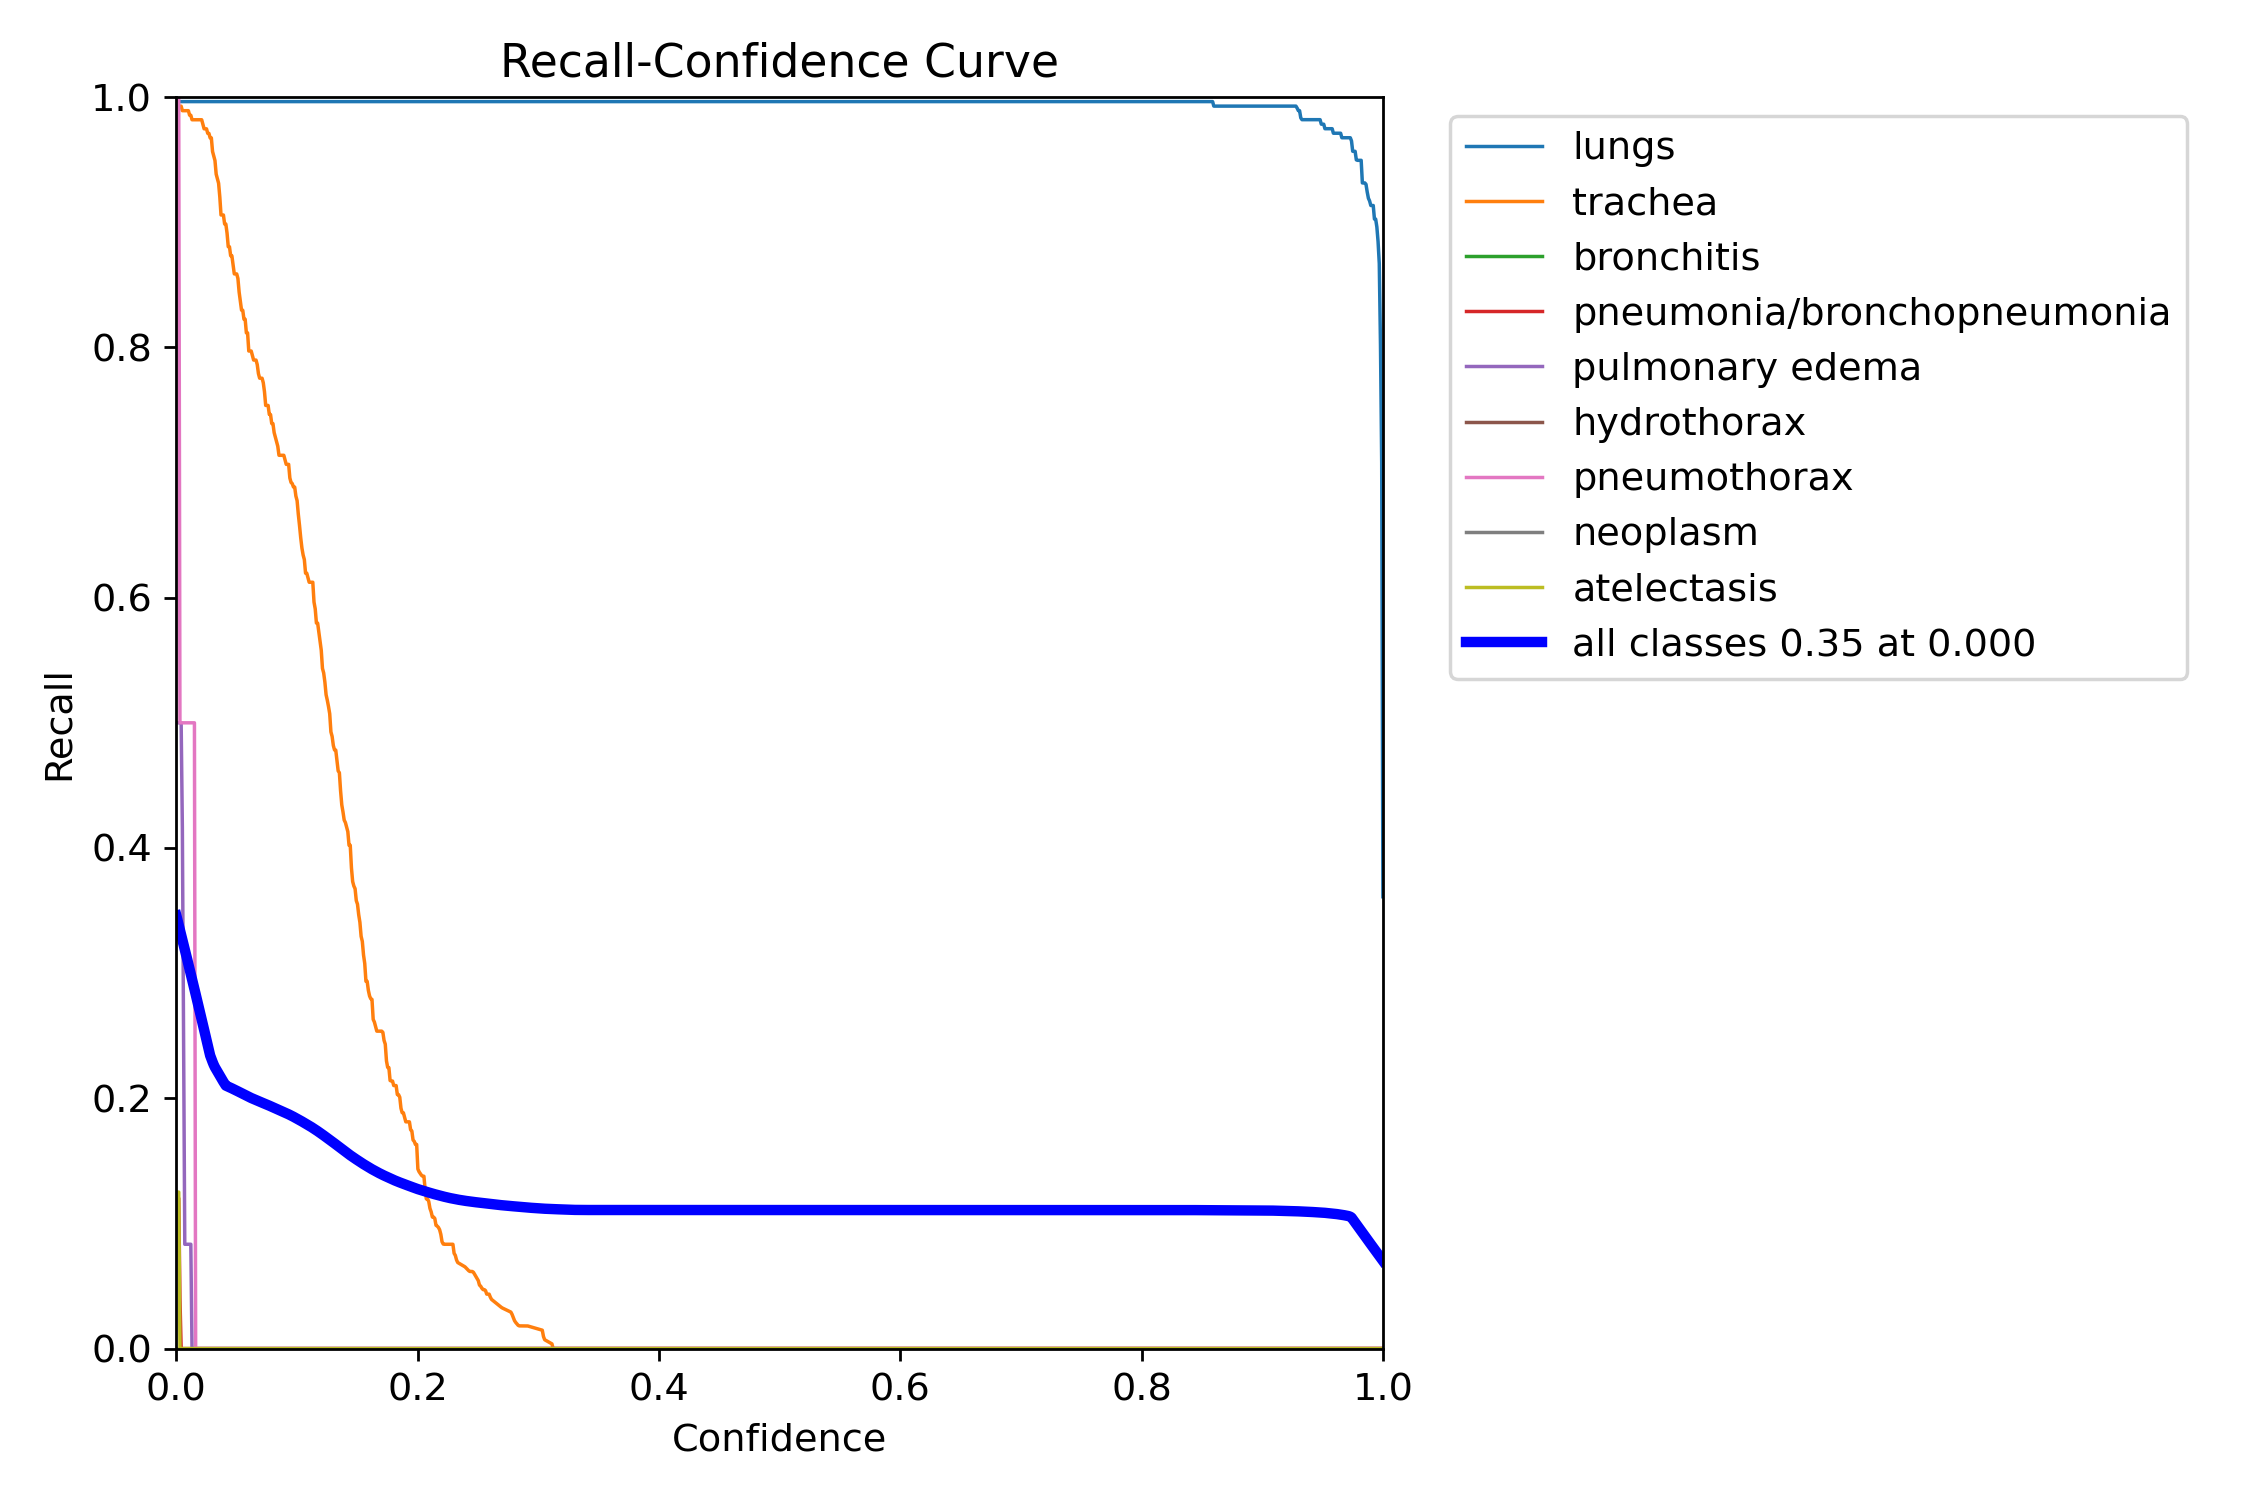 Recall-Confidence Curve
1.0
0.8
0.6
0.4
0.2
0.0
Recall
0.0 0.2 0.4 0.6 0.8 1.0
Confidence
lungs
trachea
bronchitis
pneumonia/bronchopneumonia
pulmonary edema
hydrothorax
pneumothorax
neoplasm
atelectasis
all classes 0.35 at 0.000